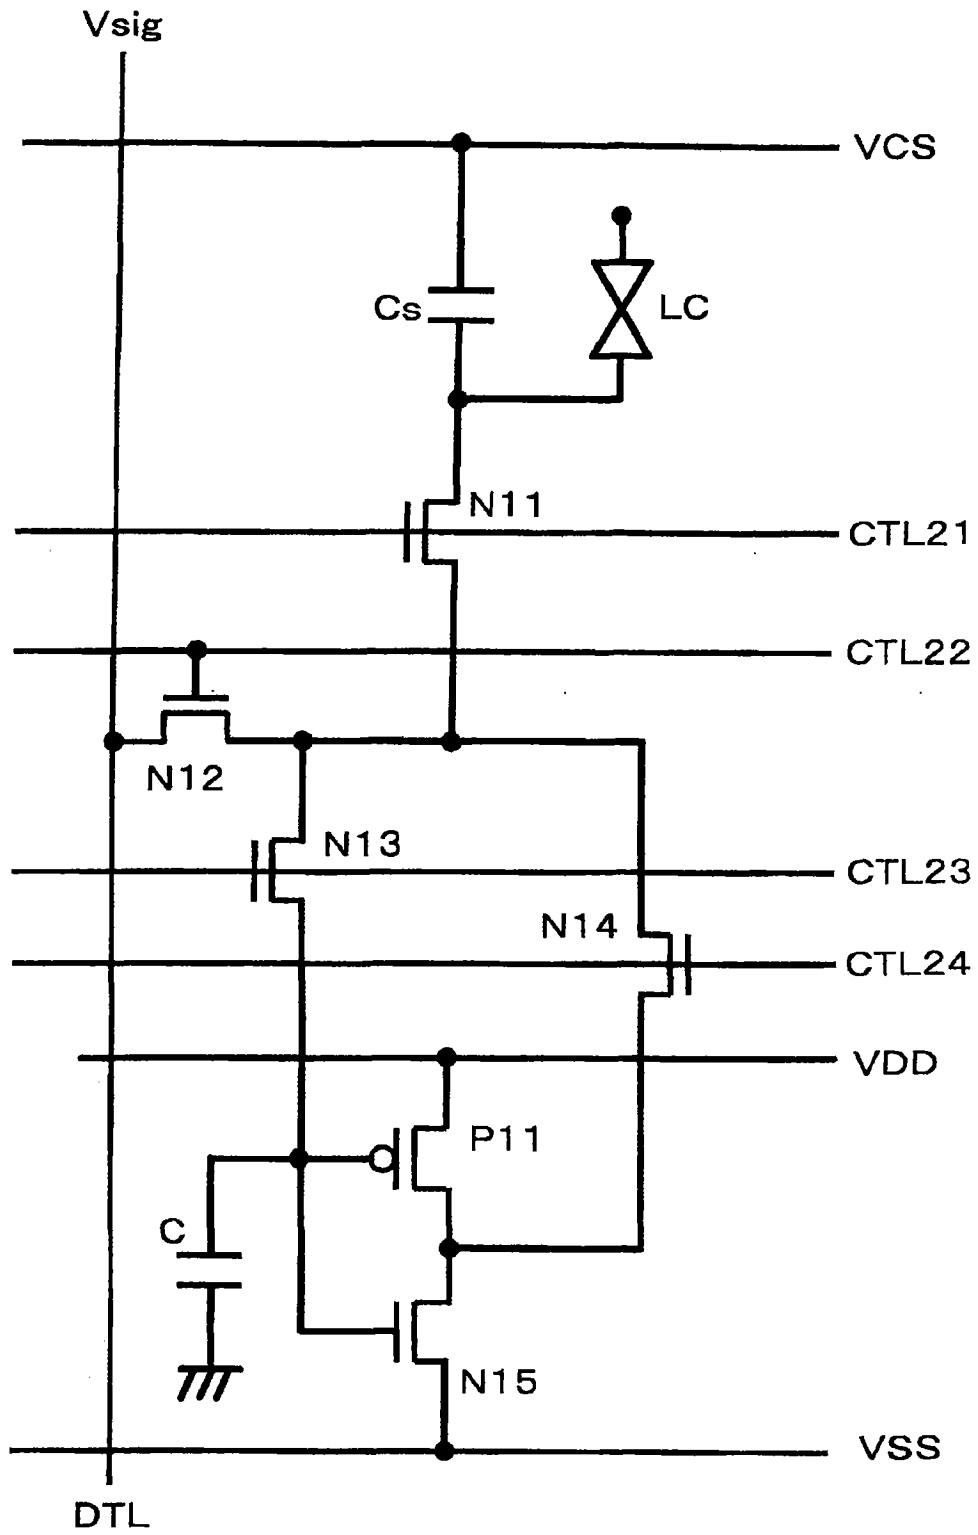 Vsig
VCS
Cs
LC
N11
CTL21
CTL22
N12
N13
CTL23
N14
CTL24
VDD
P11
C
N15
VSS
DTL